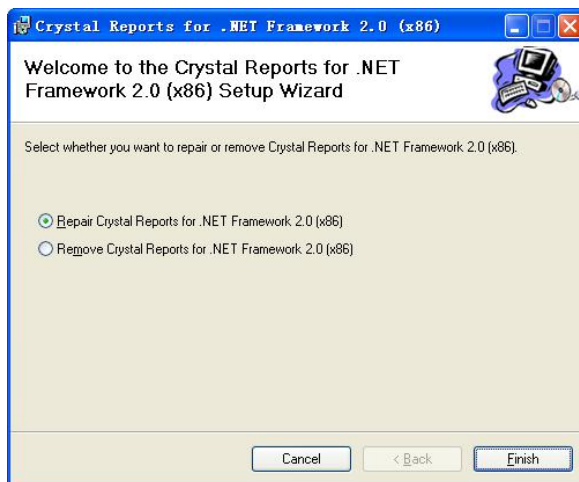 Crystal Reports for .NET Framework 2.0 (x86)
Welcome to the Crystal Reports for .NET
Framework 2.0 (x86) Setup Wizard
Select whether you want to repair or remove Crystal Reports for .NET Framework 2.0 (x86).
Repair Crystal Reports for .NET Framework 2.0 (x86)
Remove Crystal Reports for .NET Framework 2.0 (x86)
Cancel
< Back
Finish